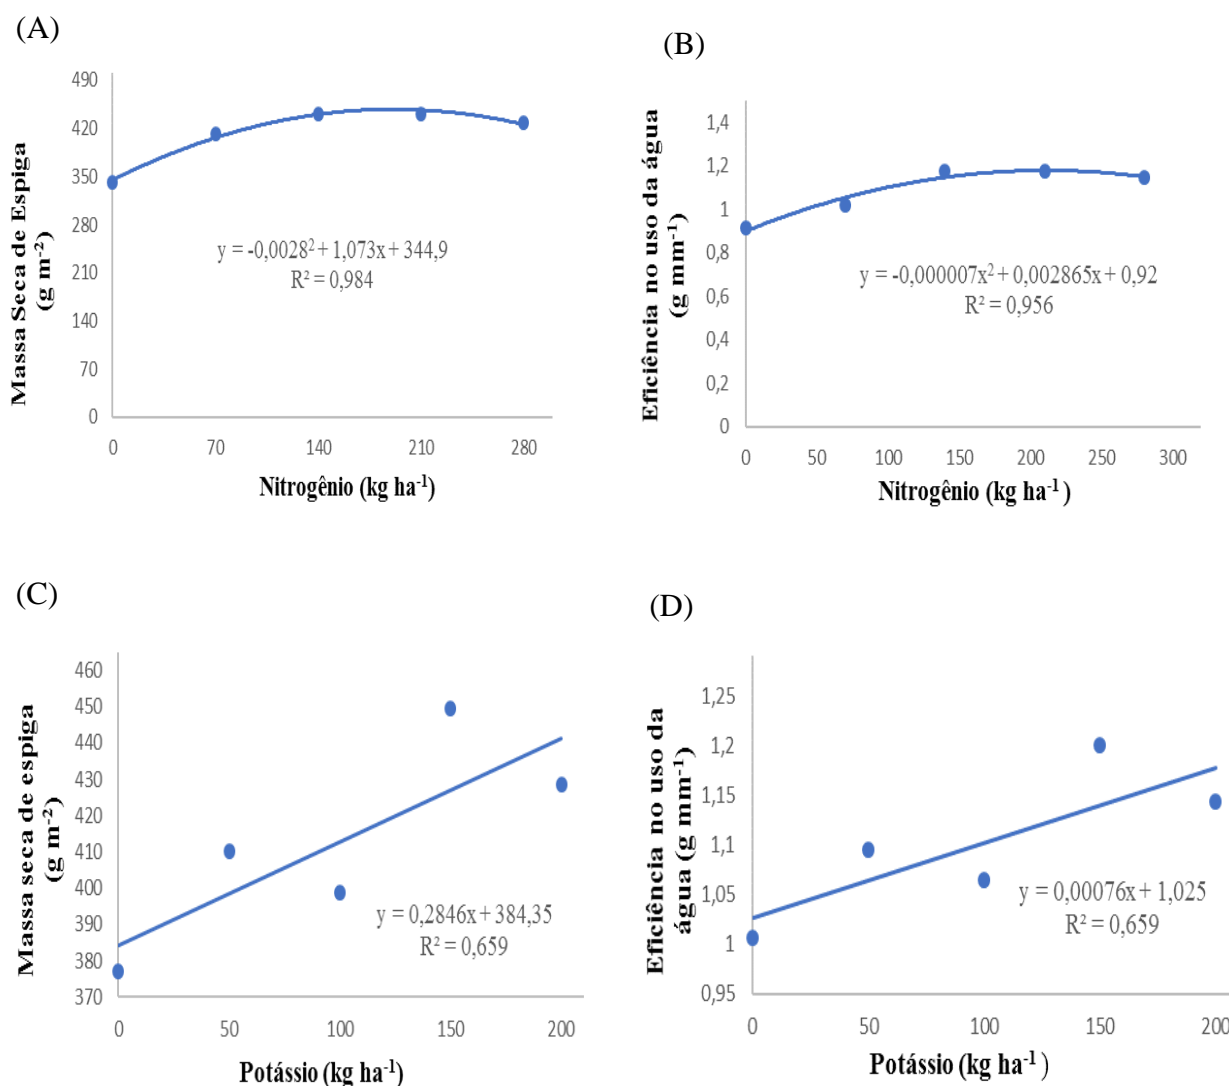 (A)
Massa Seca de Espiga
(g m⁻²)
490
420
350
280
210
140
70
0
y = -0,0028² + 1,073x + 344,9
R² = 0,984
0 70 140 210 280
Nitrogênio (kg ha⁻¹)
(B)
Eficiência no uso da água
(g mm⁻¹)
1,4
1,2
1
0,8
0,6
0,4
0,2
0
y = -0,000007x² + 0,002865x + 0,92
R² = 0,956
0 50 100 150 200 250 300
Nitrogênio (kg ha⁻¹ )
(C)
Massa seca de espiga
(g m⁻²)
460
450
440
430
420
410
400
390
380
370
y = 0,2846x + 384,35
R² = 0,659
0 50 100 150 200
Potássio (kg ha⁻¹)
(D)
Eficiência no uso da
água (g mm⁻¹)
1,25
1,2
1,15
1,1
1,05
1
0,95
y = 0,00076x + 1,025
R² = 0,659
0 50 100 150 200
Potássio (kg ha⁻¹ )